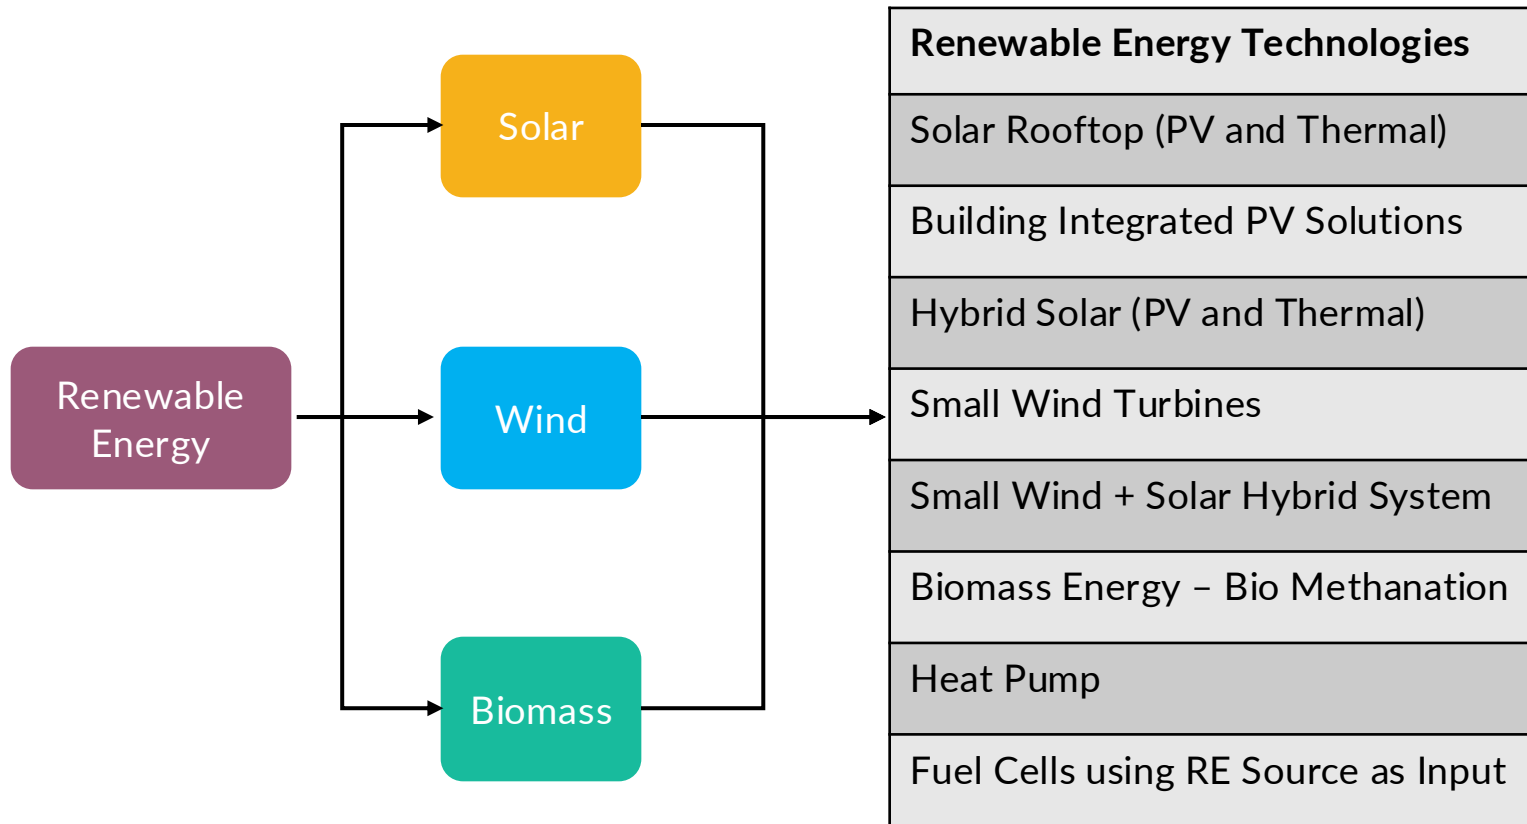 Renewable
Energy
Solar
Wind
Biomass
Renewable Energy Technologies
Solar Rooftop (PV and Thermal)
Building Integrated PV Solutions
Hybrid Solar (PV and Thermal)
Small Wind Turbines
Small Wind + Solar Hybrid System
Biomass Energy – Bio Methanation
Heat Pump
Fuel Cells using RE Source as Input